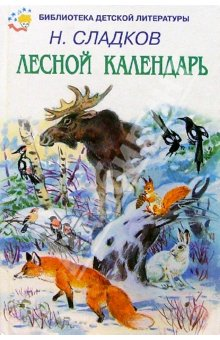 БИБЛИОТЕКА ДЕТСКОЙ ЛИТЕРАТУРЫ
Н. СЛАДКОВ
ЛЕСНОЙ КАЛЕНДАРЬ